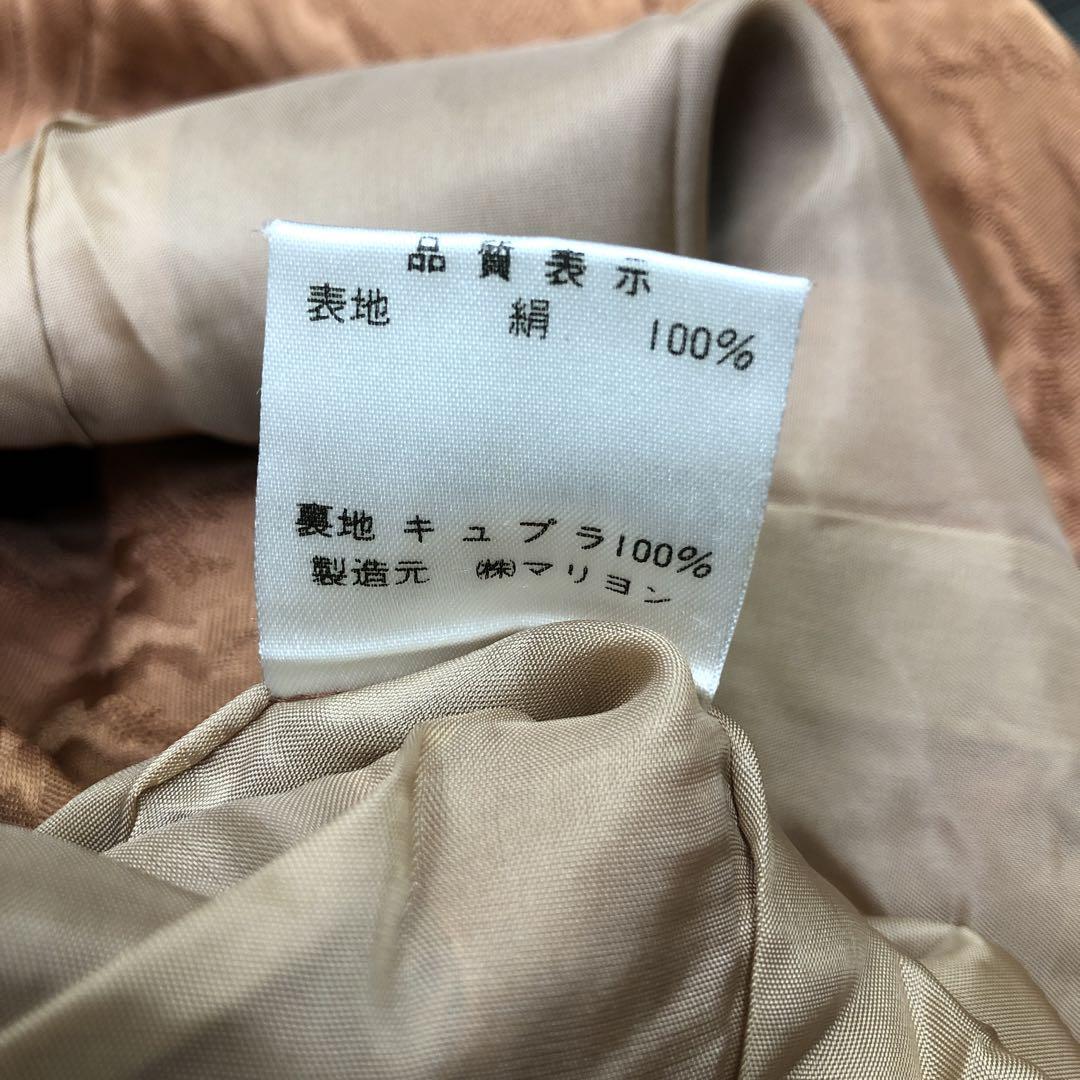 品質表示
表地 絹 100%
裏地 キュプラ100%
製造元 ㈱マリヨン